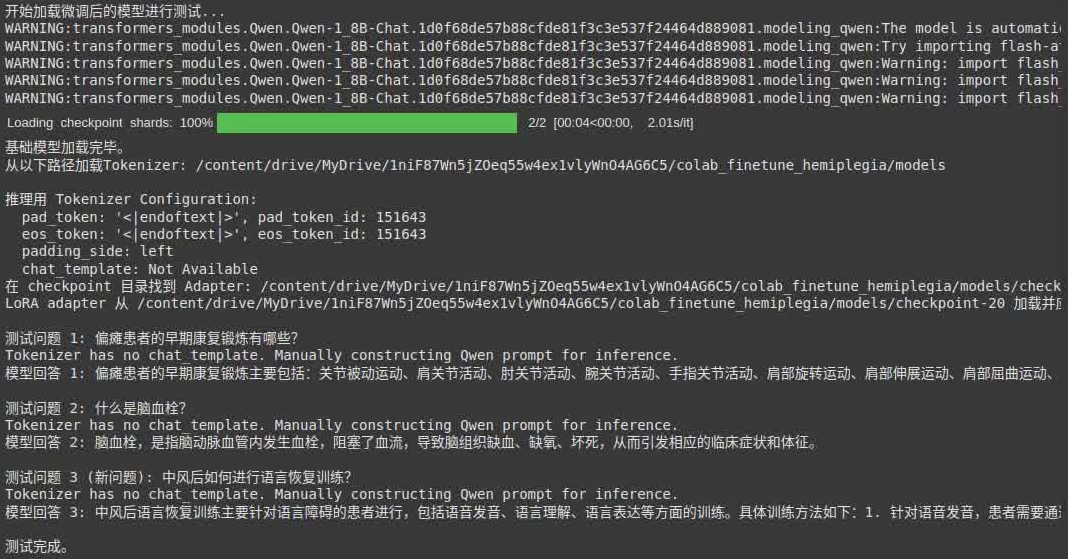 开始加载微调后的模型进行测试...
WARNING:transformers_modules.Qwen.Qwen-1_8B-Chat.1d0f68de57b88cfde81f3c3e537f24464d889081.modeling_qwen:The model is automati
WARNING:transformers_modules.Qwen.Qwen-1_8B-Chat.1d0f68de57b88cfde81f3c3e537f24464d889081.modeling_qwen:Try importing flash-a
WARNING:transformers_modules.Qwen.Qwen-1_8B-Chat.1d0f68de57b88cfde81f3c3e537f24464d889081.modeling_qwen:Warning: import flash_
WARNING:transformers_modules.Qwen.Qwen-1_8B-Chat.1d0f68de57b88cfde81f3c3e537f24464d889081.modeling_qwen:Warning: import flash_
WARNING:transformers_modules.Qwen.Qwen-1_8B-Chat.1d0f68de57b88cfde81f3c3e537f24464d889081.modeling_qwen:Warning: import flash_
Loading checkpoint shards: 100% 2/2 [00:04<00:00, 2.01s/it]
基础模型加载完毕。
从以下路径加载Tokenizer: /content/drive/MyDrive/1niF87Wn5jZOeq55w4ex1vlyWnO4AG6C5/colab_finetune_hemiplegia/models
推理用 Tokenizer Configuration:
pad_token: '<|endoftext|>', pad_token_id: 151643
eos_token: '<|endoftext|>', eos_token_id: 151643
padding_side: left
chat_template: Not Available
在 checkpoint 目录找到 Adapter: /content/drive/MyDrive/1niF87Wn5jZOeq55w4ex1vlyWnO4AG6C5/colab_finetune_hemiplegia/models/check
LoRA adapter 从 /content/drive/MyDrive/1niF87Wn5jZOeq55w4ex1vlyWnO4AG6C5/colab_finetune_hemiplegia/models/checkpoint-20 加载并应
测试问题 1: 偏瘫患者的早期康复锻炼有哪些？
Tokenizer has no chat_template. Manually constructing Qwen prompt for inference.
模型回答 1: 偏瘫患者的早期康复锻炼主要包括：关节被动运动、肩关节活动、肘关节活动、腕关节活动、手指关节活动、肩部旋转运动、肩部伸展运动、肩部屈曲运动、
测试问题 2: 什么是脑血栓？
Tokenizer has no chat_template. Manually constructing Qwen prompt for inference.
模型回答 2: 脑血栓，是指脑动脉血管内发生血栓，阻塞了血流，导致脑组织缺血、缺氧、坏死，从而引发相应的临床症状和体征。
测试问题 3 (新问题): 中风后如何进行语言恢复训练？
Tokenizer has no chat_template. Manually constructing Qwen prompt for inference.
模型回答 3: 中风后语言恢复训练主要针对语言障碍的患者进行，包括语音发音、语言理解、语言表达等方面的训练。具体训练方法如下：1. 针对语音发音，患者需要通过
测试完成。